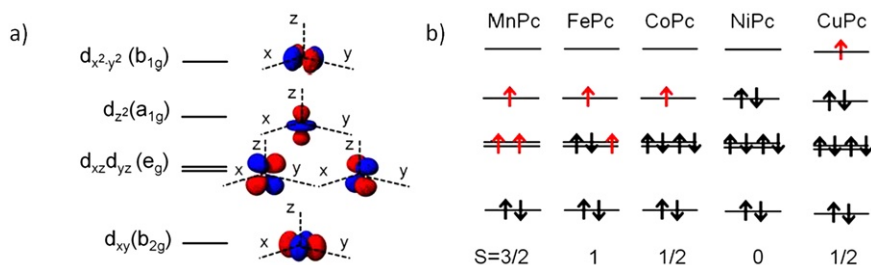 a)
z
d_{x²-y²} (b_{1g})
x y
z
d_{z²}(a_{1g})
x y
z
d_{xz}d_{yz} (e_g)
x y x y
z
d_{xy}(b_{2g})
x y
b)
MnPc FePc CoPc NiPc CuPc
S=3/2 1 1/2 0 1/2